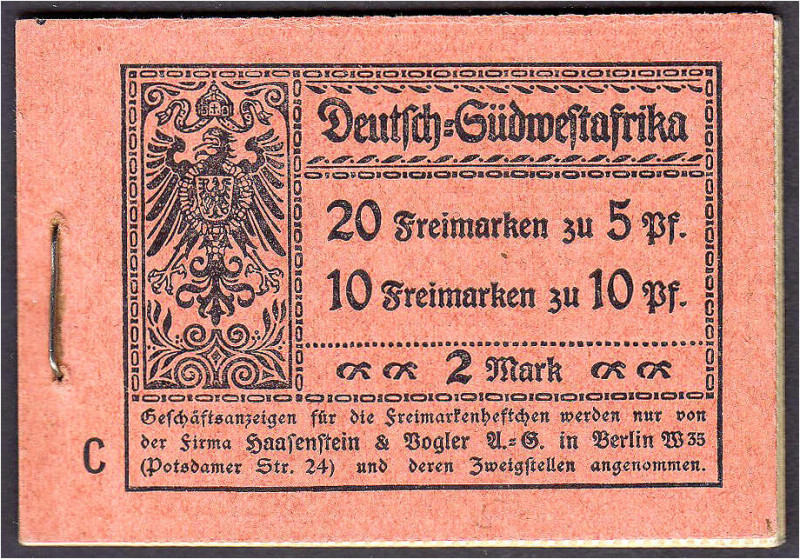 Deutsch=Südwestafrika
20 Freimarken zu 5 Pf.
10 Freimarken zu 10 Pf.
2 Mark
Geschäftsanzeigen für die Freimarkenheftchen werden nur von
der Firma Haasenstein & Vogler A.=G. in Berlin W 35
(Potsdamer Str. 24) und deren Zweigstellen angenommen.
C